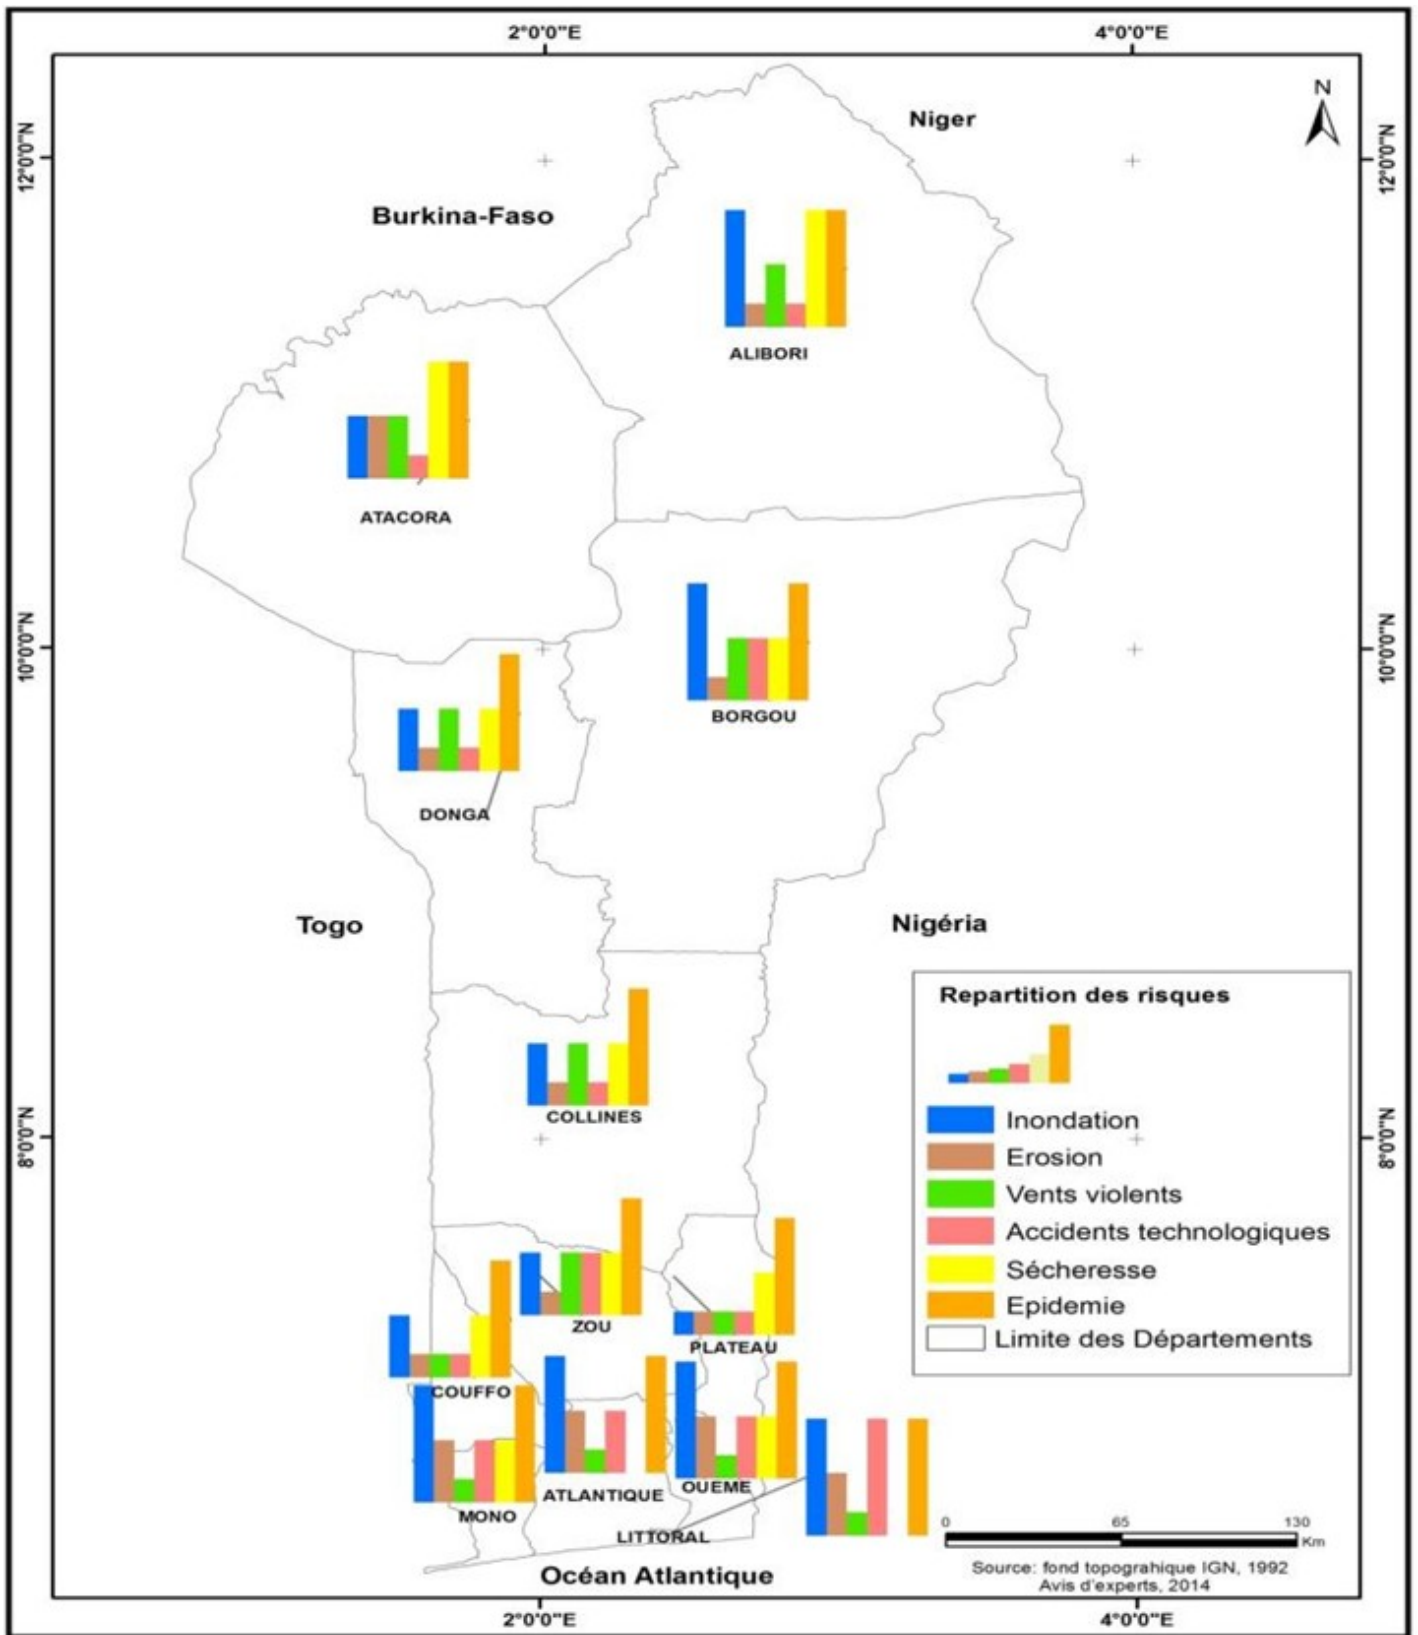 2°0'0"E
4°0'0"E
N
Niger
12°0'0"N
12°0'0"N
Burkina-Faso
ALIBORI
ATACORA
10°0'0"N
10°0'0"N
BORGOU
DONGA
Togo
Nigéria
Repartition des risques
Inondation
Erosion
Vents violents
Accidents technologiques
Sécheresse
Epidemie
Limite des Départements
COLLINES
8°0'0"N
8°0'0"N
ZOU
PLATEAU
COUFFO
OUEME
ATLANTIQUE
MONO
LITTORAL
0 65 130
Km
Source: fond topograhique IGN, 1992
Avis d'experts, 2014
Océan Atlantique
2°0'0"E
4°0'0"E